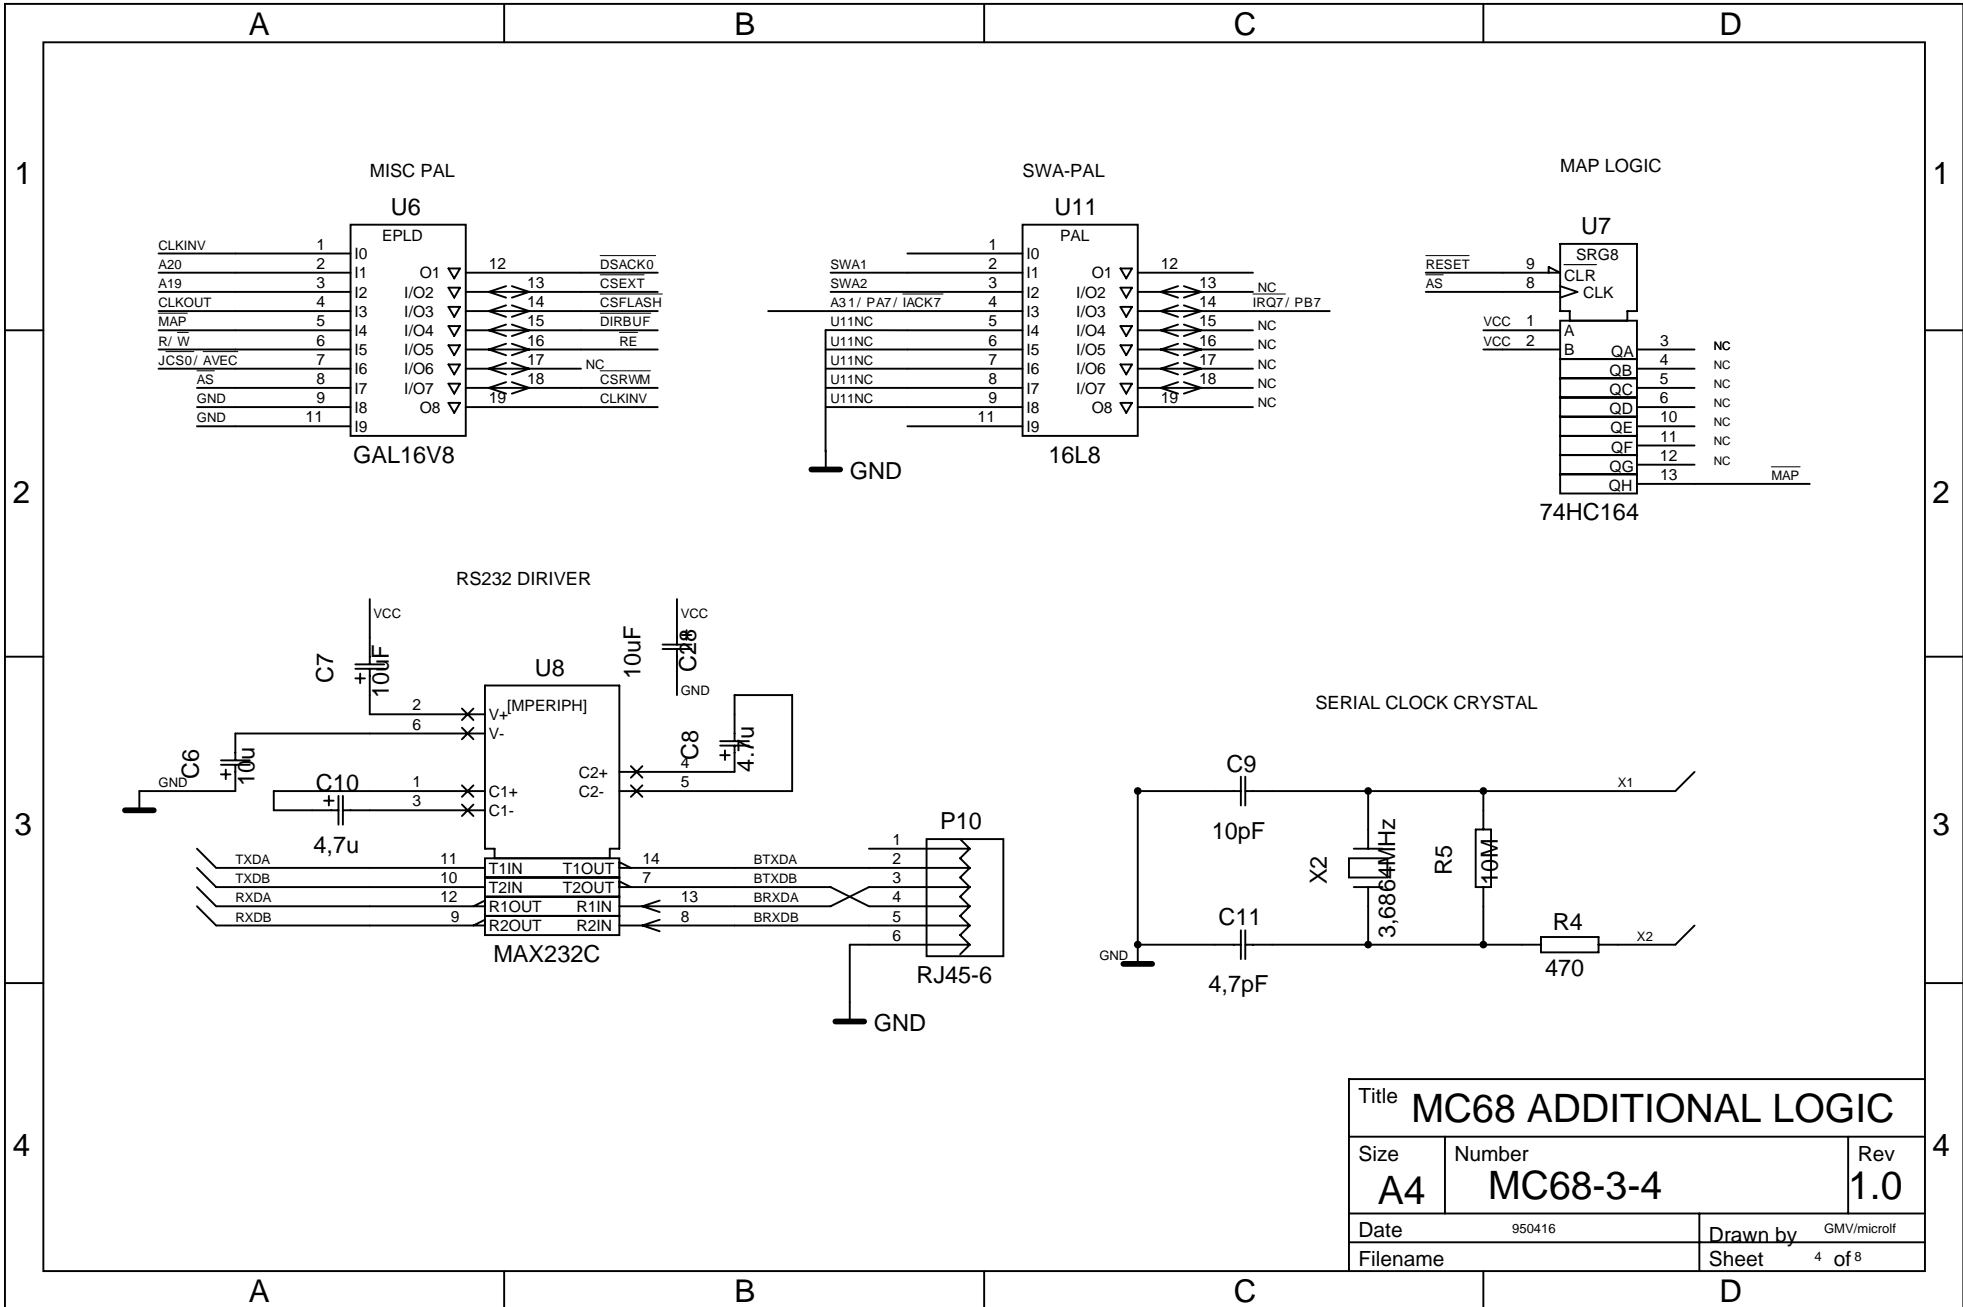 A B C D
1 1
MISC PAL
U6
EPLD
CLKINV 1 I0
A20 2 I1 O1 12 DSACK0
A19 3 I2 I/O2 13 CSEXT
CLKOUT 4 I3 I/O3 14 CSFLASH
MAP 5 I4 I/O4 15 DIRBUF
R/ W 6 I5 I/O5 16 RE
JCS0/ AVEC 7 I6 I/O6 17 NC
AS 8 I7 I/O7 18 CSRWM
GND 9 I8 O8 19 CLKINV
GND 11 I9
GAL16V8
SWA-PAL
U11
PAL
1 I0
SWA1 2 I1 O1 12
SWA2 3 I2 I/O2 13 NC
A31/ PA7/ IACK7 4 I3 I/O3 14 IRQ7/ PB7
U11NC 5 I4 I/O4 15 NC
U11NC 6 I5 I/O5 16 NC
U11NC 7 I6 I/O6 17 NC
U11NC 8 I7 I/O7 18 NC
U11NC 9 I8 O8 19 NC
11 I9
16L8
GND
MAP LOGIC
U7
SRG8
RESET 9 CLR
AS 8 CLK
VCC 1 A
VCC 2 B
QA 3 NC
QB 4 NC
QC 5 NC
QD 6 NC
QE 10 NC
QF 11 NC
QG 12 NC
QH 13 MAP
74HC164
2 2
RS232 DIRIVER
VCC
C7
10uF
VCC
10uF
C28
GND
U8
[MPERIPH]
2 V+
6 V-
C6
10u
GND
C10
4,7u
1 C1+
3 C1-
C2+ 4
C2- 5
C8
4.7u
TXDA 11 T1IN T1OUT 14 BTXDA
TXDB 10 T2IN T2OUT 7 BTXDB
RXDA 12 R1OUT R1IN 13 BRXDA
RXDB 9 R2OUT R2IN 8 BRXDB
MAX232C
P10
1
2
3
4
5
6
RJ45-6
GND
SERIAL CLOCK CRYSTAL
C9
10pF
X1
X2
3,6864MHz
R5
10M
C11
4,7pF
GND
R4
470
X2
3 3
4 4
Title MC68 ADDITIONAL LOGIC
Size A4
Number MC68-3-4
Rev 1.0
Date 950416
Drawn by GMV/microlf
Filename
Sheet 4 of 8
A B C D